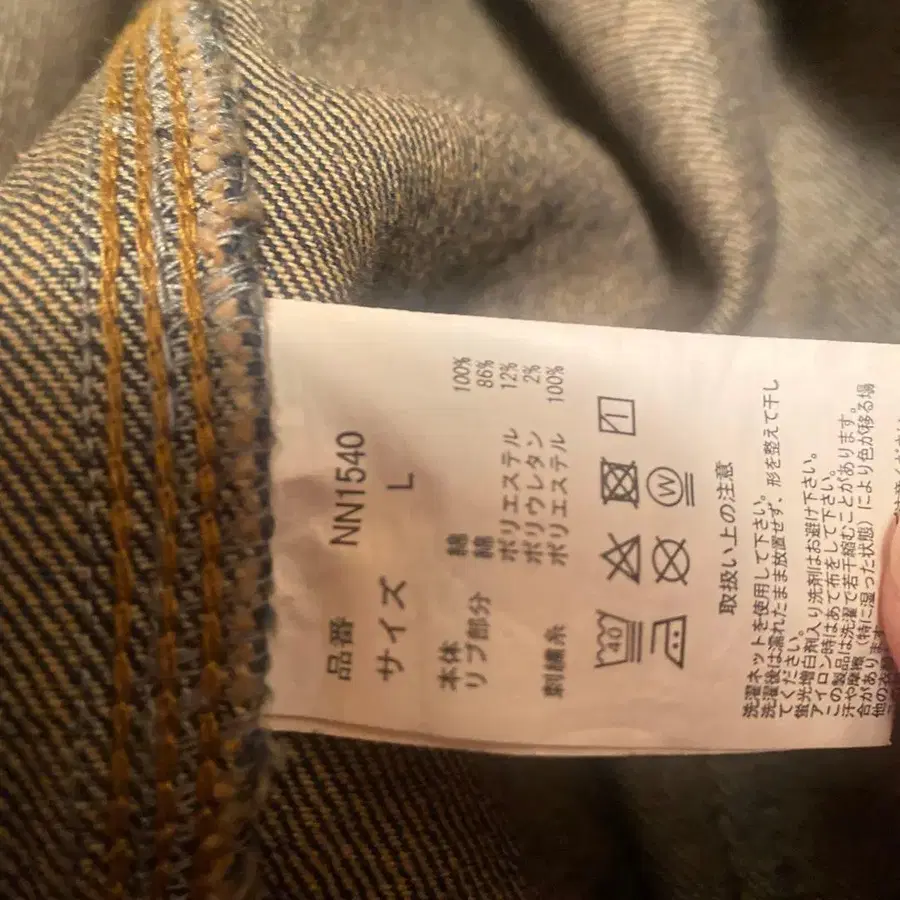 品番 NN1540
サイズ L
本体 綿 100%
リブ部分 綿 86%
ポリエステル 12%
ポリウレタン 2%
刺繍糸 ポリエステル 100%
40
W
取扱い上の注意
洗濯ネットを使用して下さい。
洗濯後は濡れたまま放置せず、形を整えて干し
てください。
蛍光増白剤入り洗剤はお避け下さい。
アイロン時はあて布をして下さい。
この製品は洗濯で若干縮むことがあります。
汗や摩擦（特に湿った状態）により色が移る場
合があります
他の衣